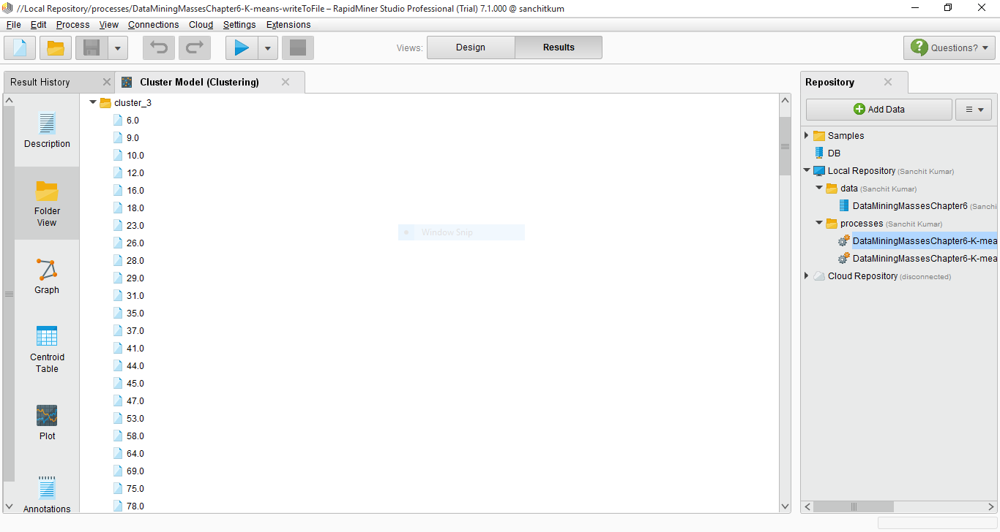 //Local Repository/processes/DataMiningMassesChapter6-K-means-writeToFile – RapidMiner Studio Professional (Trial) 7.1.000 @ sanchitkum
File Edit Process View Connections Cloud Settings Extensions
Views: Design Results
Questions?
Result History
Cluster Model (Clustering)
Description
Folder
View
Graph
Centroid
Table
Plot
Annotations
cluster_3
6.0
9.0
10.0
12.0
16.0
18.0
23.0
26.0
28.0
29.0
31.0
35.0
37.0
41.0
44.0
45.0
47.0
53.0
58.0
64.0
69.0
75.0
78.0
Window Snip
Repository
Add Data
Samples
DB
Local Repository (Sanchit Kumar)
data (Sanchit Kumar)
DataMiningMassesChapter6 (Sanchi
processes (Sanchit Kumar)
DataMiningMassesChapter6-K-mea
DataMiningMassesChapter6-K-mea
Cloud Repository (disconnected)